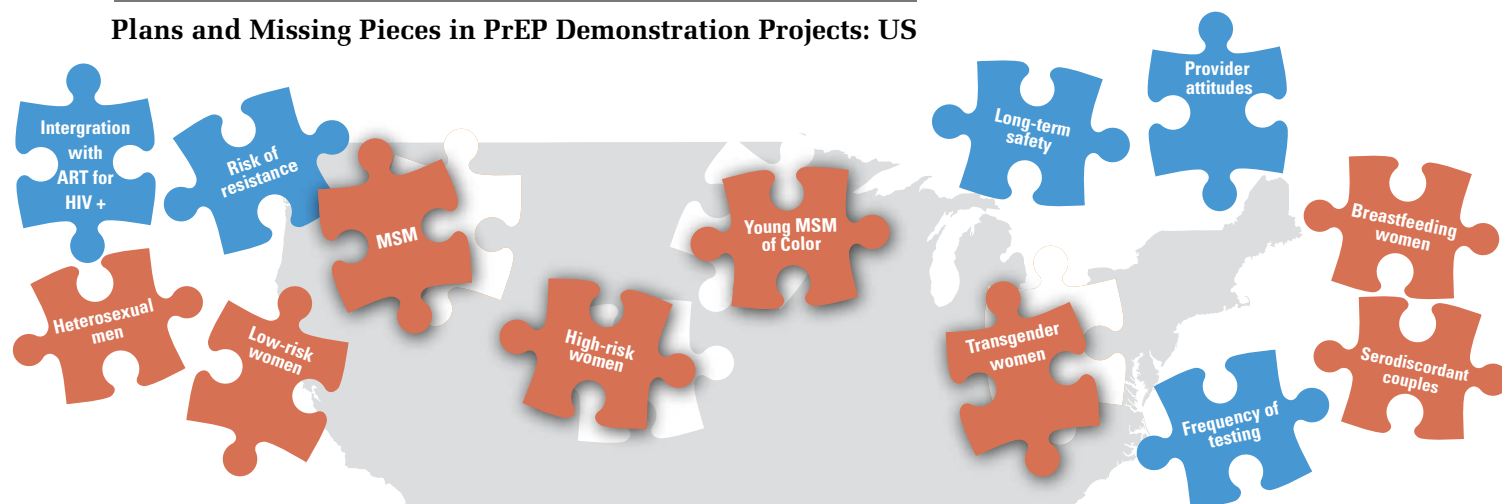 Plans and Missing Pieces in PrEP Demonstration Projects: US
Intergration
with
ART for
HIV +
Risk of
resistance
MSM
Heterosexual
men
Low-risk
women
High-risk
women
Young MSM
of Color
Long-term
safety
Provider
attitudes
Transgender
women
Breastfeeding
women
Serodiscordant
couples
Frequency of
testing